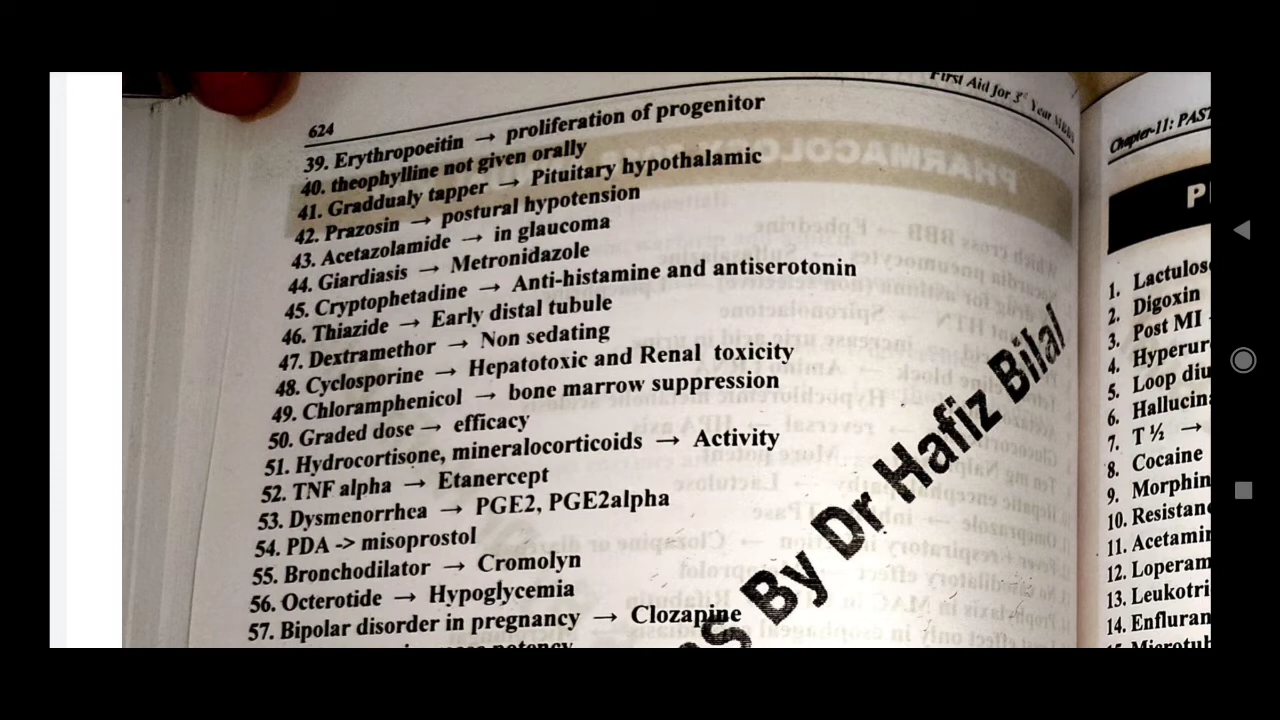 First Aid for 3rd Year MBB
624
39. Erythropoeitin → proliferation of progenitor
40. theophylline not given orally
41. Graddualy tapper → Pituitary hypothalamic
42. Prazosin → postural hypotension
43. Acetazolamide → in glaucoma
44. Giardiasis → Metronidazole
45. Cryptophetadine → Anti-histamine and antiserotonin
46. Thiazide → Early distal tubule
47. Dextramethor → Non sedating
48. Cyclosporine → Hepatotoxic and Renal toxicity
49. Chloramphenicol → bone marrow suppression
50. Graded dose → efficacy
51. Hydrocortisone, mineralocorticoids → Activity
52. TNF alpha → Etanercept
53. Dysmenorrhea → PGE2, PGE2alpha
54. PDA -> misoprostol
55. Bronchodilator → Cromolyn
56. Octerotide → Hypoglycemia
57. Bipolar disorder in pregnancy → Clozapine
potency
By Dr Hafiz Bilal
Chapter-11: PAST
1. Lactulos
2. Digoxin
3. Post MI
4. Hyperur
5. Loop diu
6. Hallucin
7. T ½ →
8. Cocaine
9. Morphin
10. Resistan
11. Acetamin
12. Loperam
13. Leukotri
14. Enfluran